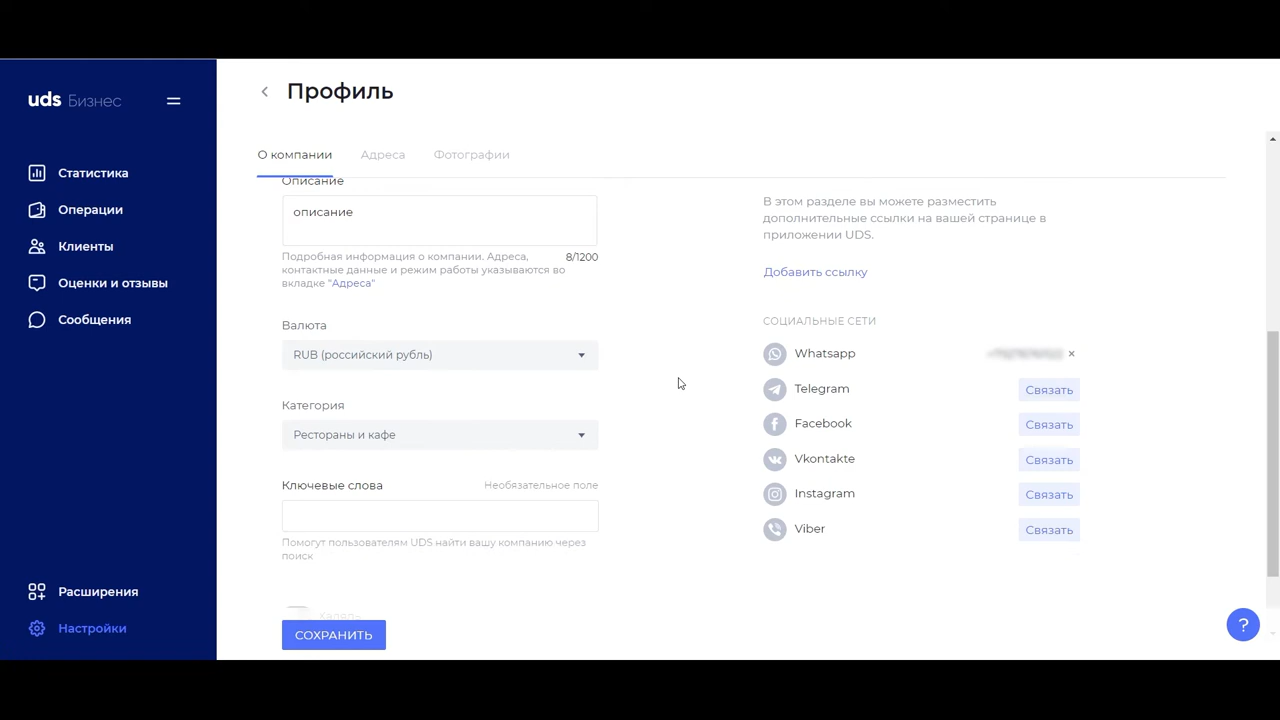 uds Бизнес
Статистика
Операции
Клиенты
Оценки и отзывы
Сообщения
Расширения
Настройки
Профиль
О компании
Адреса
Фотографии
Описание
описание
Подробная информация о компании. Адреса,
контактные данные и режим работы указываются во
вкладке "Адреса"
8/1200
Валюта
RUB (российский рубль)
Категория
Рестораны и кафе
Ключевые слова
Необязательное поле
Помогут пользователям UDS найти вашу компанию через
поиск
СОХРАНИТЬ
В этом разделе вы можете разместить
дополнительные ссылки на вашей странице в
приложении UDS.
Добавить ссылку
СОЦИАЛЬНЫЕ СЕТИ
Whatsapp ×
Telegram Связать
Facebook Связать
Vkontakte Связать
Instagram Связать
Viber Связать
?